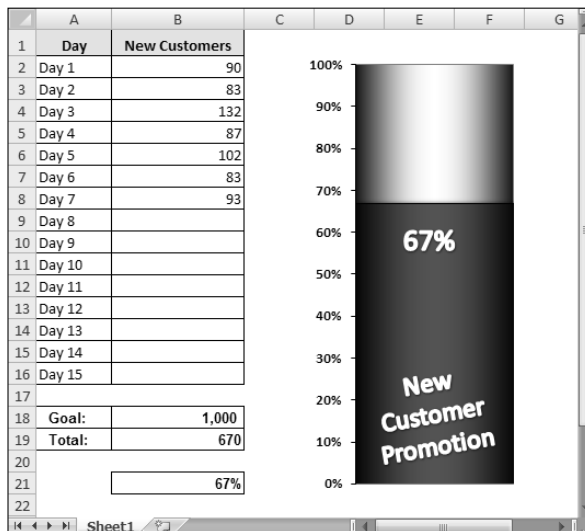 A B C D E F G
1 Day New Customers
2 Day 1 90
3 Day 2 83
4 Day 3 132
5 Day 4 87
6 Day 5 102
7 Day 6 83
8 Day 7 93
9 Day 8
10 Day 9
11 Day 10
12 Day 11
13 Day 12
14 Day 13
15 Day 14
16 Day 15
17
18 Goal: 1,000
19 Total: 670
20
21 67%
22
Sheet1
100%
90%
80%
70%
60%
50%
40%
30%
20%
10%
0%
67%
New
Customer
Promotion